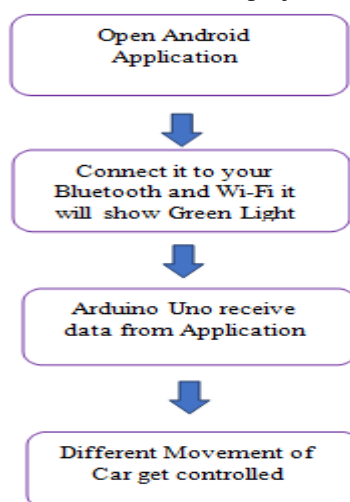 Open Android
Application
Connect it to your
Bluetooth and Wi-Fi it
will show Green Light
Arduino Uno receive
data from Application
Different Movement of
Car get controlled